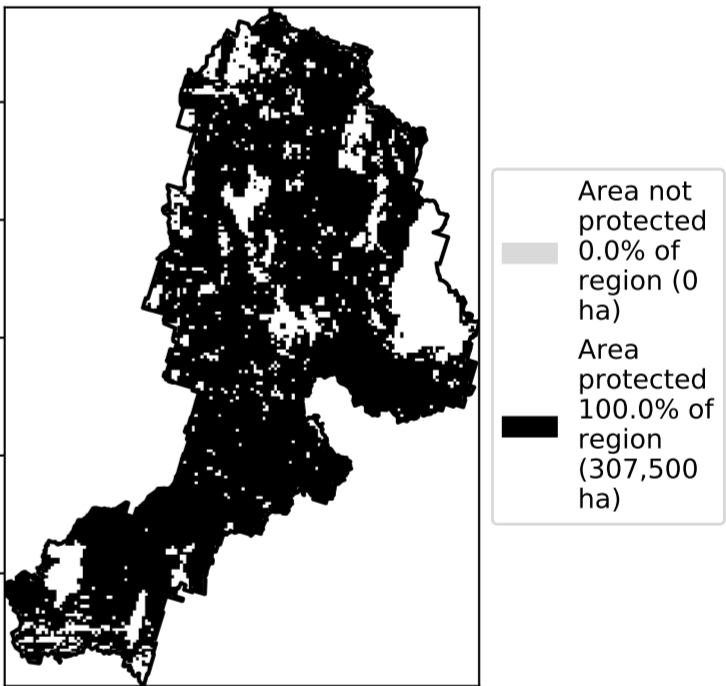 Area not
protected
0.0% of
region (0
ha)
Area
protected
100.0% of
region
(307,500
ha)